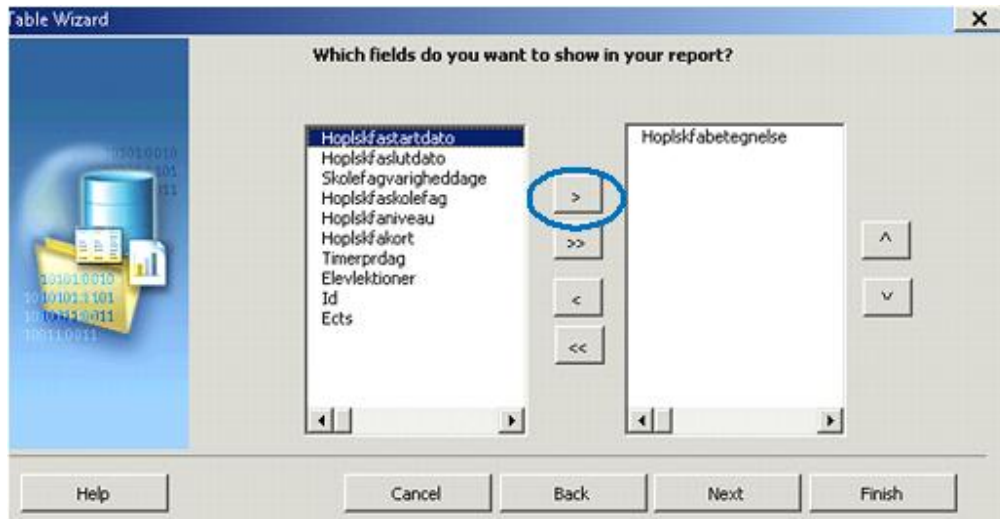 Table Wizard
Which fields do you want to show in your report?
Hoplskfastartdato
Hoplskfaslutdato
Skolefagvarigheddage
Hoplskfaskolefag
Hoplskfaniveau
Hoplskfakort
Timerprdag
Elevlektioner
Id
Ects
>
>>
<
<<
Hoplskfabetegnelse
Help
Cancel
Back
Next
Finish